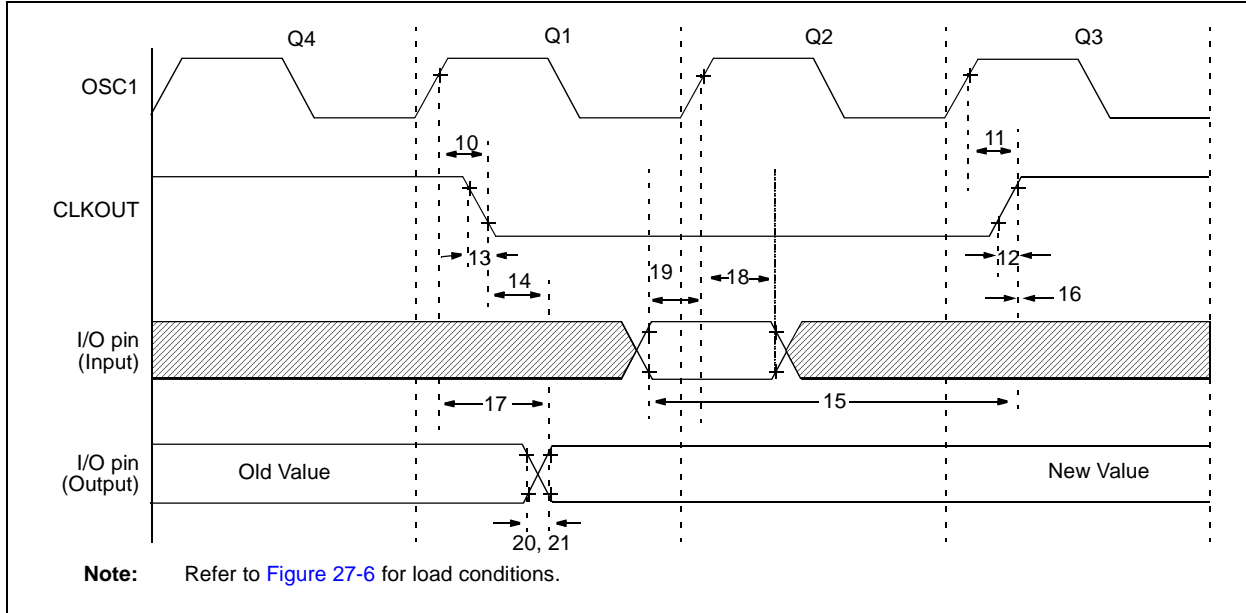 Q4 Q1 Q2 Q3
OSC1
10 11
CLKOUT
13 19 18 12
14 16
I/O pin
(Input)
17 15
I/O pin
(Output)
Old Value New Value
20, 21
Note: Refer to Figure 27-6 for load conditions.